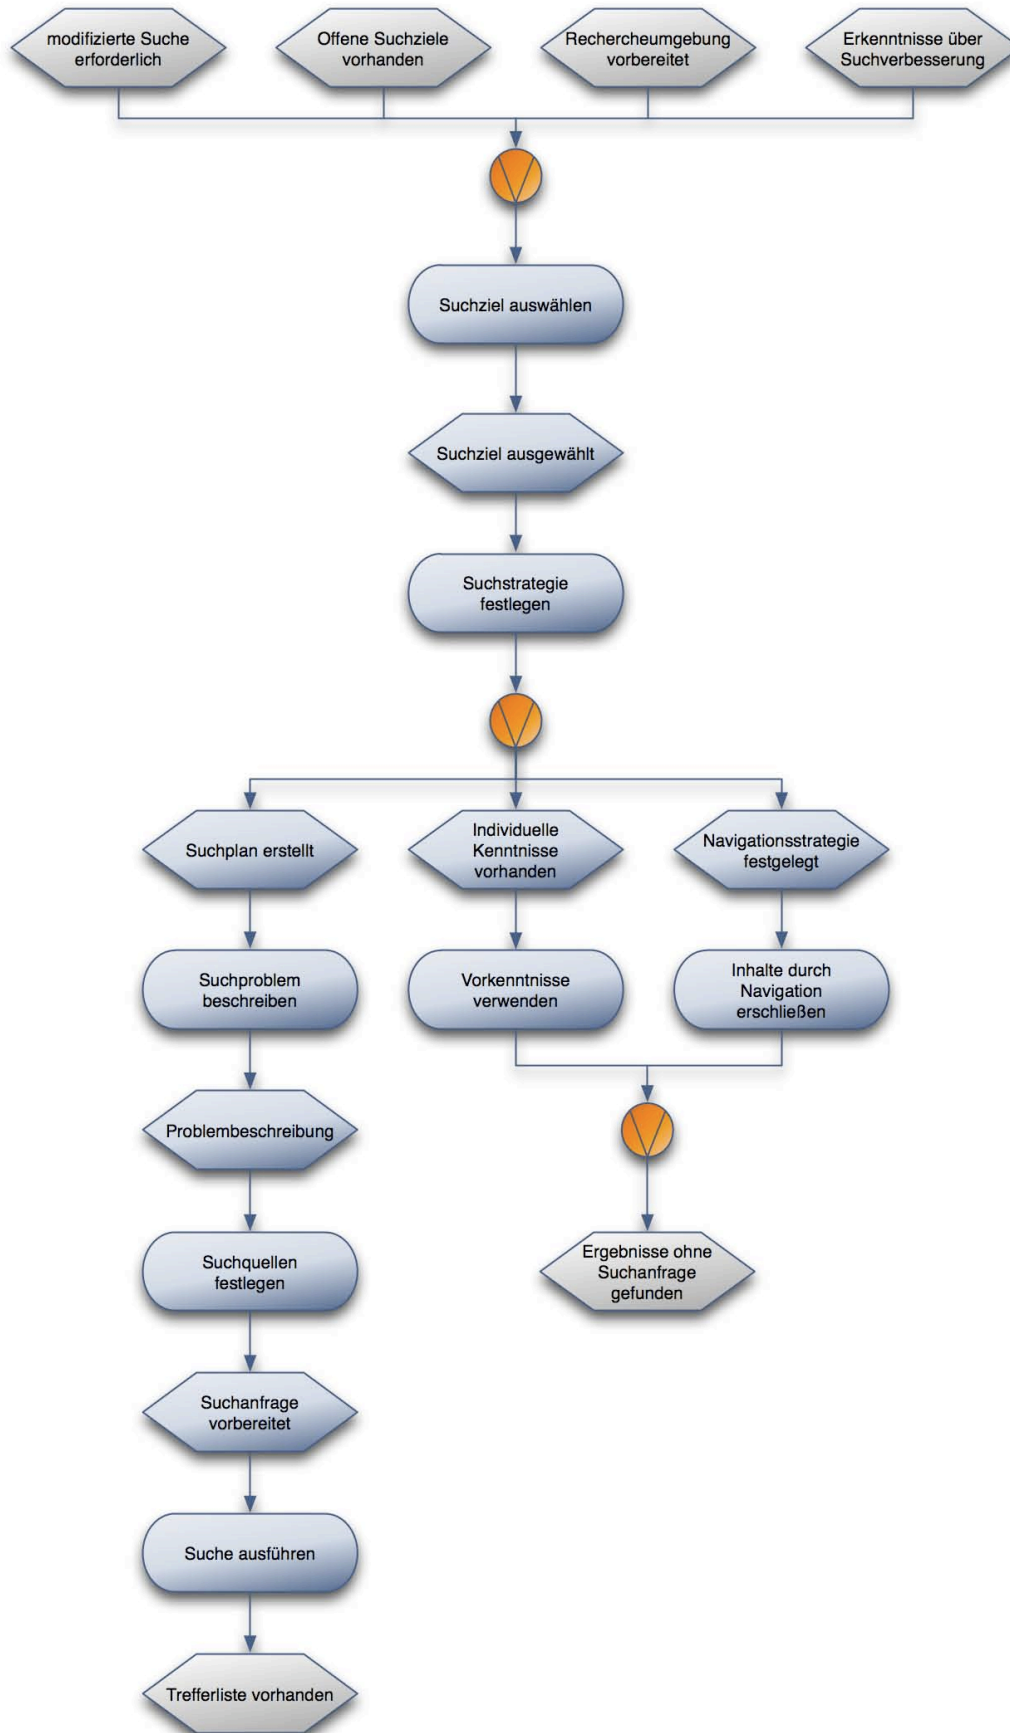 modifizierte Suche
erforderlich
Offene Suchziele
vorhanden
Rechercheumgebung
vorbereitet
Erkenntnisse über
Suchverbesserung
Suchziel auswählen
Suchziel ausgewählt
Suchstrategie
festlegen
Suchplan erstellt
Individuelle
Kenntnisse
vorhanden
Navigationsstrategie
festgelegt
Suchproblem
beschreiben
Vorkenntnisse
verwenden
Inhalte durch
Navigation
erschließen
Problembeschreibung
Suchquellen
festlegen
Ergebnisse ohne
Suchanfrage
gefunden
Suchanfrage
vorbereitet
Suche ausführen
Trefferliste vorhanden